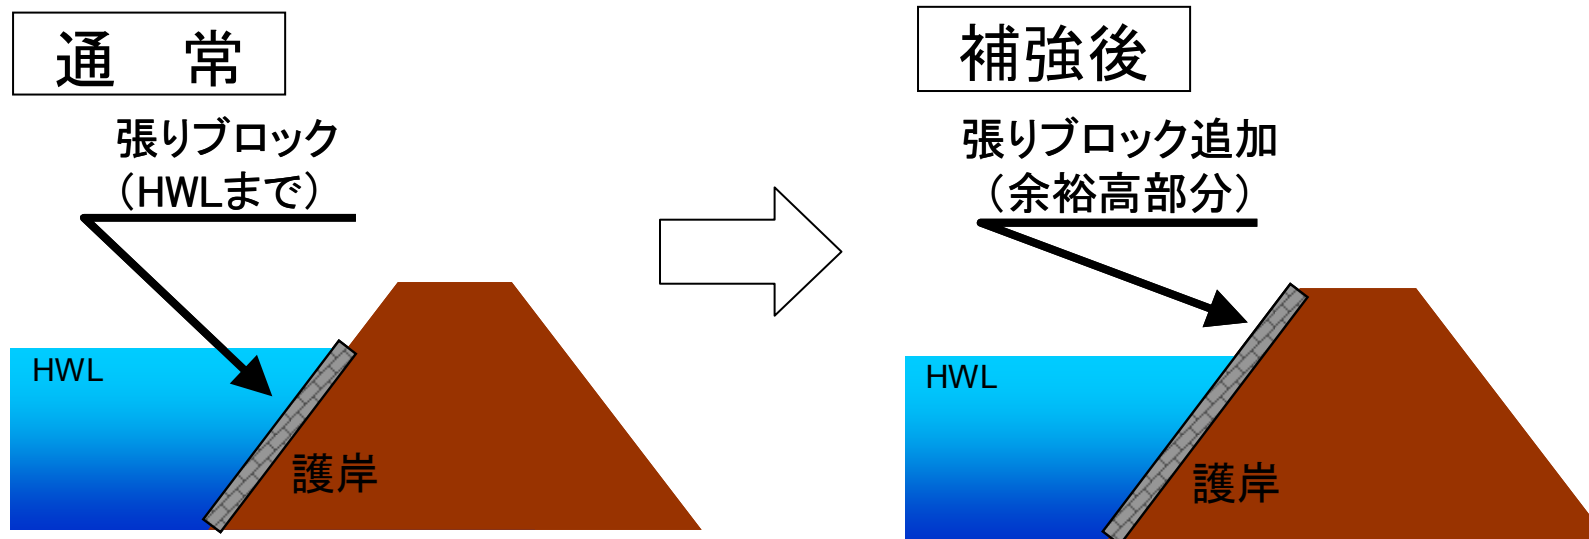 通　常
張りブロック
（HWLまで）
HWL
護岸
補強後
張りブロック追加
（余裕高部分）
HWL
護岸